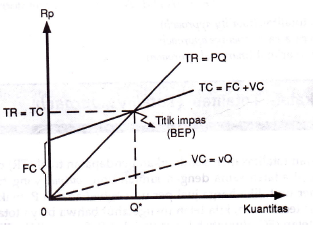 Rp
TR = PQ
TC = FC + VC
TR = TC
Titik impas
(BEP)
FC
VC = vQ
0
Q*
Kuantitas